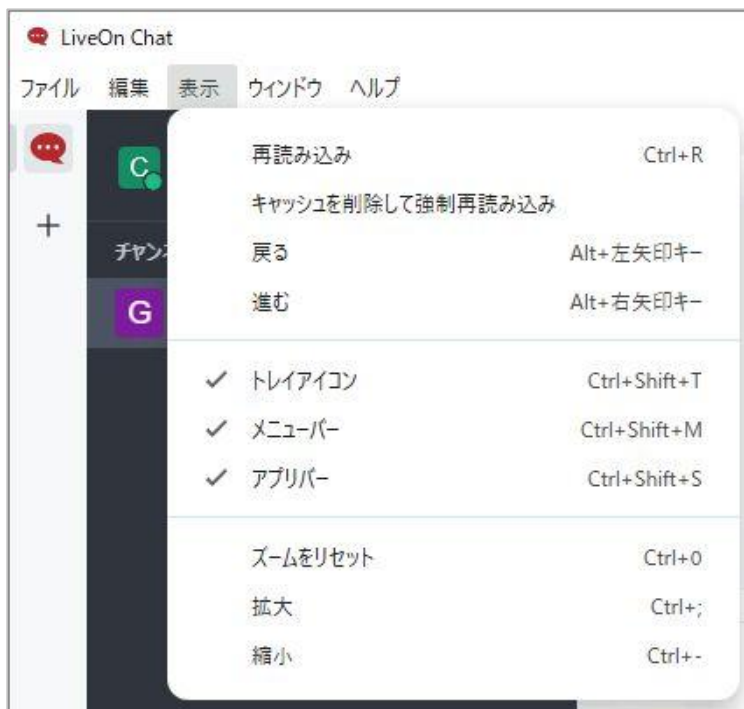 LiveOn Chat
ファイル 編集 表示 ウィンドウ ヘルプ
C
再読み込み Ctrl+R
キャッシュを削除して強制再読み込み
チャンネ
戻る Alt+左矢印キー
G
進む Alt+右矢印キー
トレイアイコン Ctrl+Shift+T
メニューバー Ctrl+Shift+M
アプリバー Ctrl+Shift+S
ズームをリセット Ctrl+0
拡大 Ctrl+;
縮小 Ctrl+-